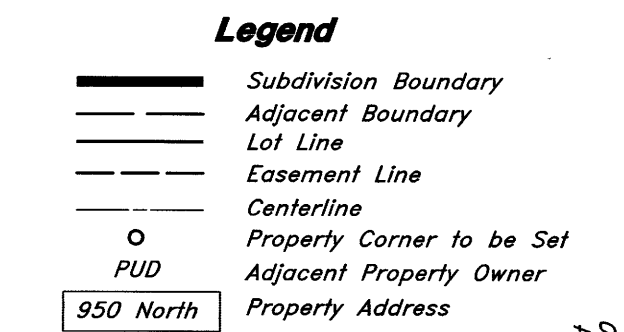 Legend
Subdivision Boundary
Adjacent Boundary
Lot Line
Easement Line
Centerline
Property Corner to be Set
PUD Adjacent Property Owner
950 North Property Address